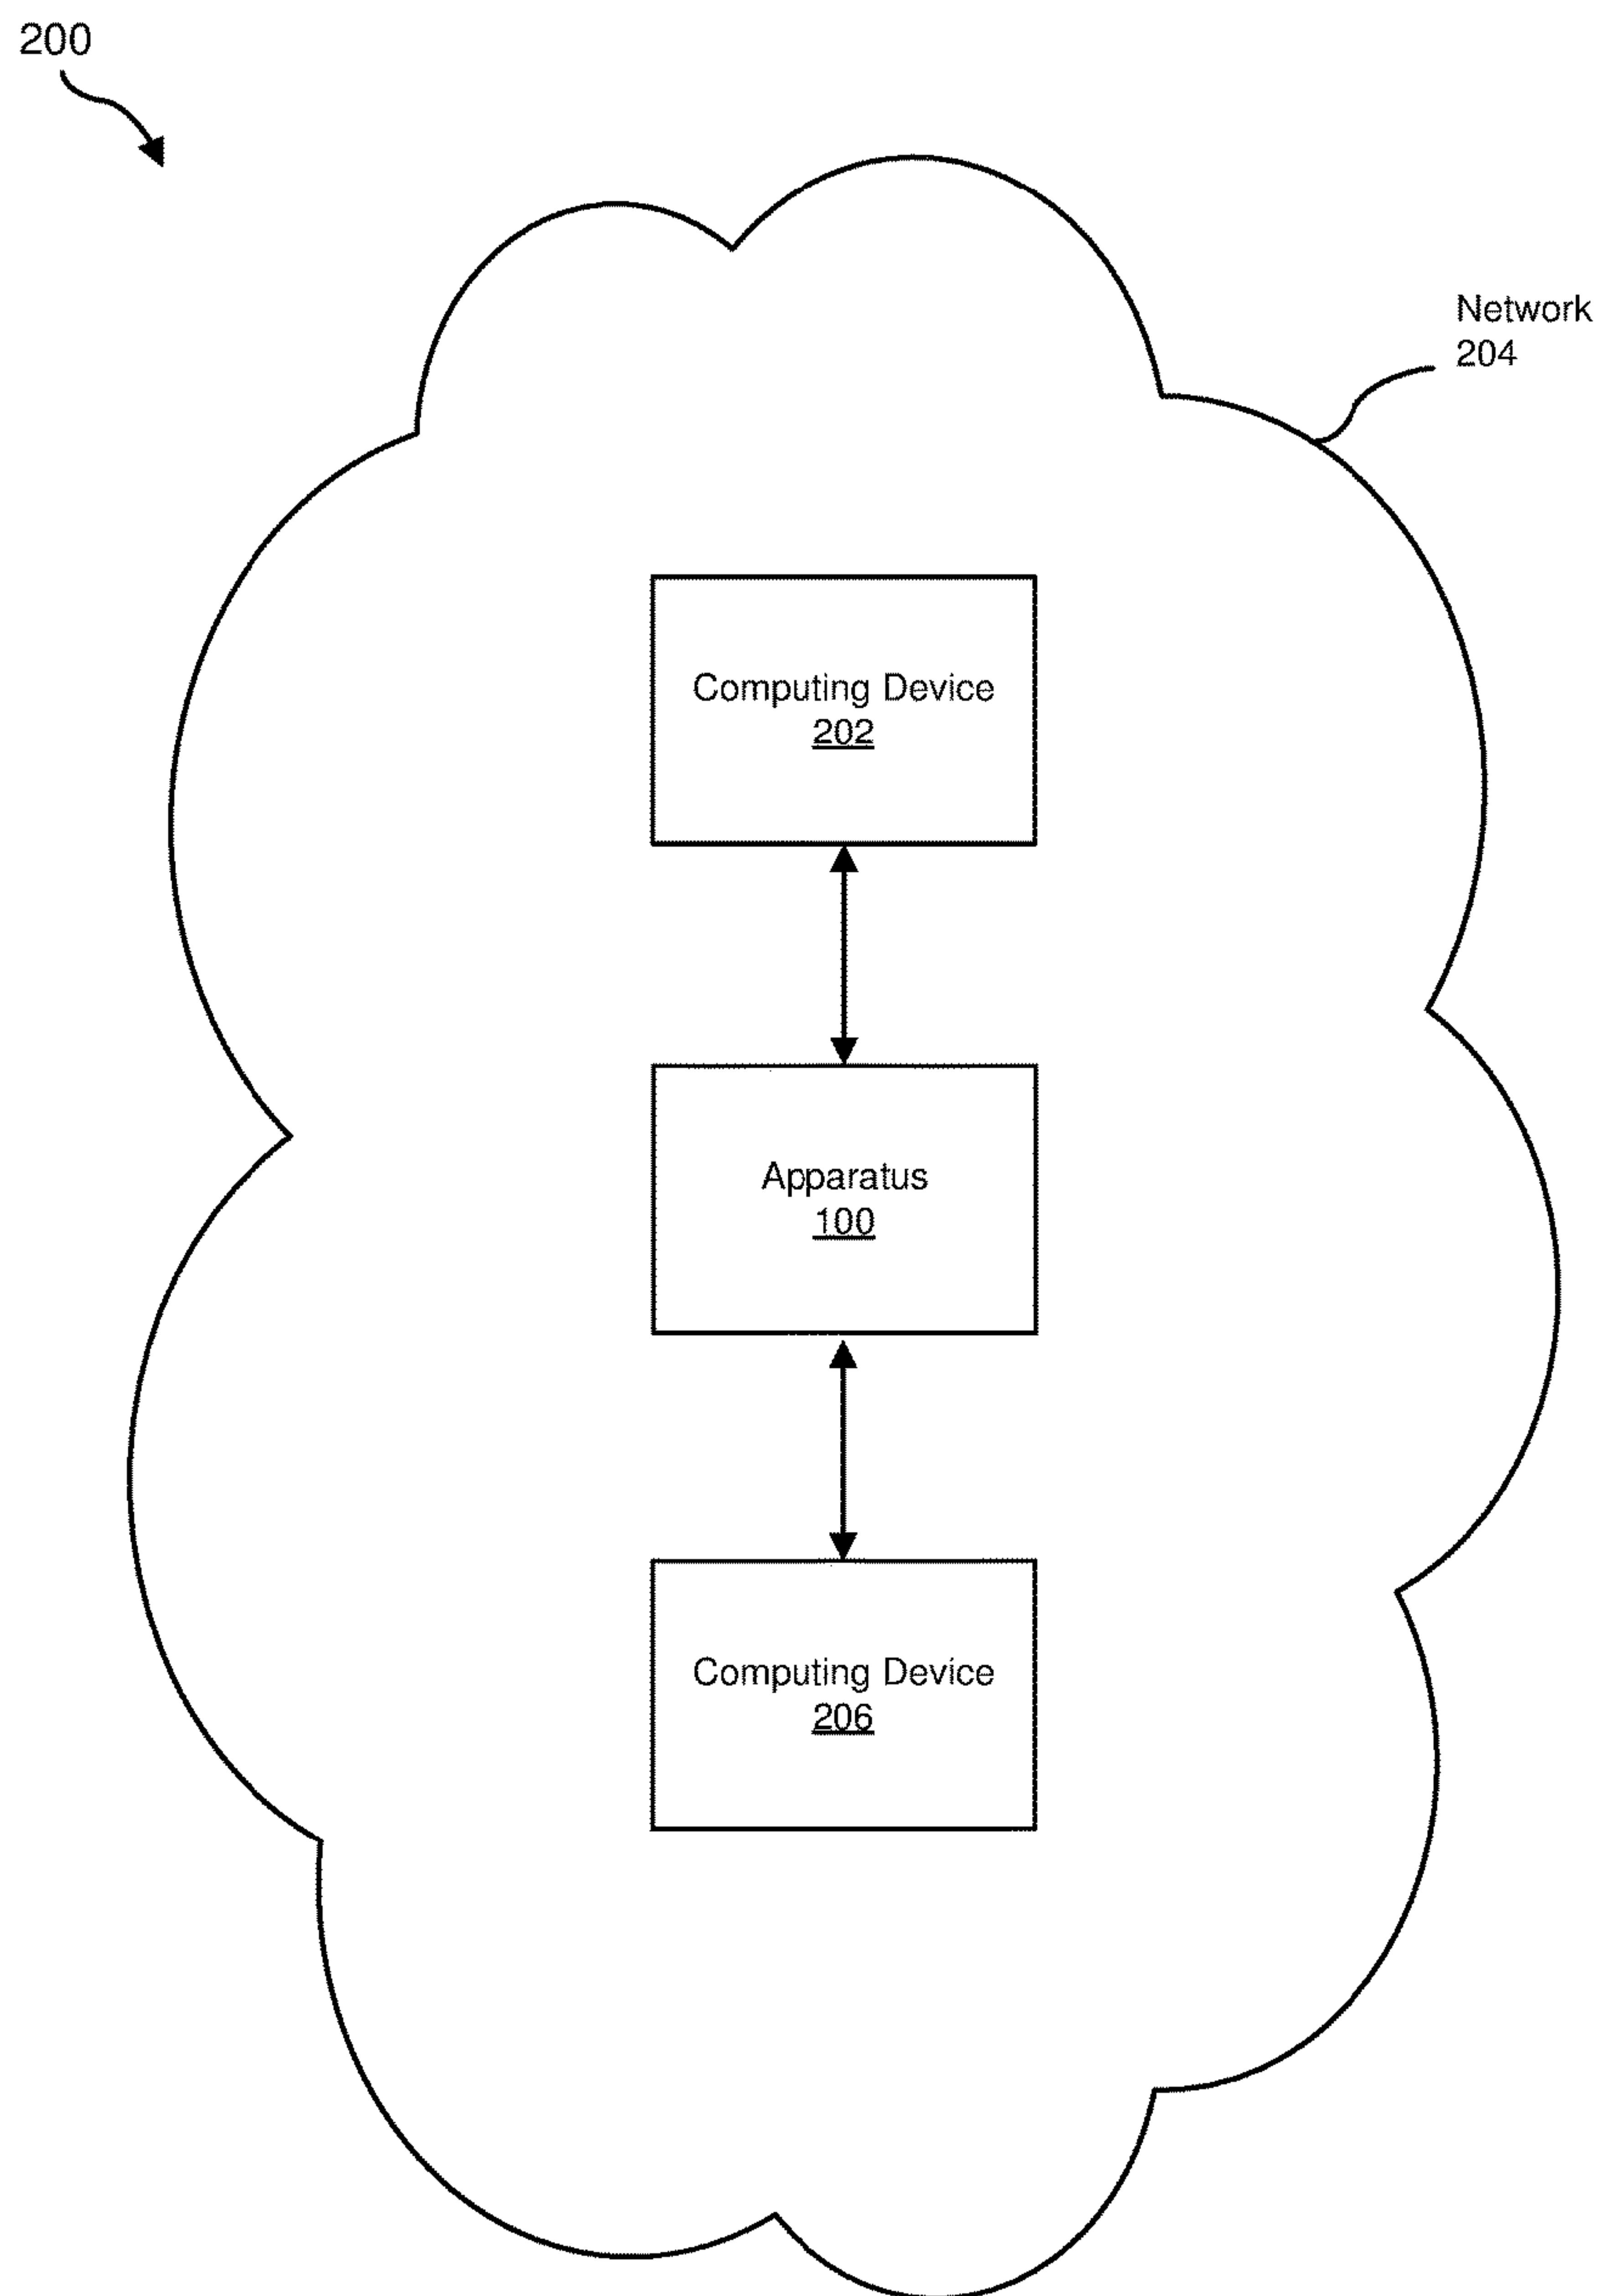 200
Network
204
Computing Device
202
Apparatus
100
Computing Device
206